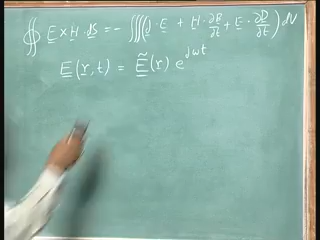 ∯ E × H · dS = - ∭ (J · E + H · ∂B/∂t + E · ∂D/∂t) dV
E(r, t) = Ẽ(r) e^{jωt}